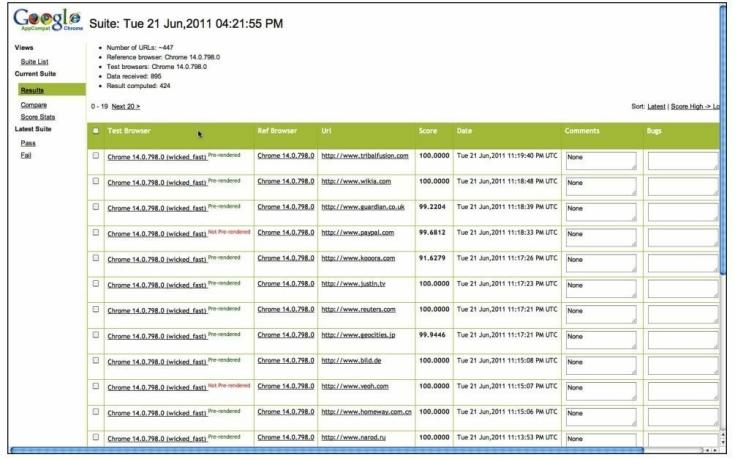 Google
AppCompat Chrome
Suite: Tue 21 Jun,2011 04:21:55 PM
Views
Suite List
Current Suite
Results
Compare
Score Stats
Latest Suite
Pass
Fail
• Number of URLs: ~447
• Reference browser: Chrome 14.0.798.0
• Test browsers: Chrome 14.0.798.0
• Data received: 895
• Result computed: 424
0 - 19 Next 20 > Sort: Latest | Score High -> Lo
Test Browser Ref Browser Url Score Date Comments Bugs
Chrome 14.0.798.0 (wicked_fast) Pre-rendered Chrome 14.0.798.0 http://www.tribalfusion.com 100.0000 Tue 21 Jun,2011 11:19:40 PM UTC None
Chrome 14.0.798.0 (wicked_fast) Pre-rendered Chrome 14.0.798.0 http://www.wikia.com 100.0000 Tue 21 Jun,2011 11:18:48 PM UTC None
Chrome 14.0.798.0 (wicked_fast) Pre-rendered Chrome 14.0.798.0 http://www.guardian.co.uk 99.2204 Tue 21 Jun,2011 11:18:39 PM UTC None
Chrome 14.0.798.0 (wicked_fast) Not Pre-rendered Chrome 14.0.798.0 http://www.paypal.com 99.6812 Tue 21 Jun,2011 11:18:33 PM UTC None
Chrome 14.0.798.0 (wicked_fast) Pre-rendered Chrome 14.0.798.0 http://www.kooora.com 91.6279 Tue 21 Jun,2011 11:17:26 PM UTC None
Chrome 14.0.798.0 (wicked_fast) Pre-rendered Chrome 14.0.798.0 http://www.justin.tv 100.0000 Tue 21 Jun,2011 11:17:23 PM UTC None
Chrome 14.0.798.0 (wicked_fast) Pre-rendered Chrome 14.0.798.0 http://www.reuters.com 100.0000 Tue 21 Jun,2011 11:17:21 PM UTC None
Chrome 14.0.798.0 (wicked_fast) Pre-rendered Chrome 14.0.798.0 http://www.geocities.jp 99.9446 Tue 21 Jun,2011 11:17:21 PM UTC None
Chrome 14.0.798.0 (wicked_fast) Pre-rendered Chrome 14.0.798.0 http://www.bild.de 100.0000 Tue 21 Jun,2011 11:15:08 PM UTC None
Chrome 14.0.798.0 (wicked_fast) Not Pre-rendered Chrome 14.0.798.0 http://www.veoh.com 100.0000 Tue 21 Jun,2011 11:15:07 PM UTC None
Chrome 14.0.798.0 (wicked_fast) Pre-rendered Chrome 14.0.798.0 http://www.homeway.com.cn 100.0000 Tue 21 Jun,2011 11:15:06 PM UTC None
Chrome 14.0.798.0 (wicked_fast) Pre-rendered Chrome 14.0.798.0 http://www.narod.ru 100.0000 Tue 21 Jun,2011 11:13:53 PM UTC None